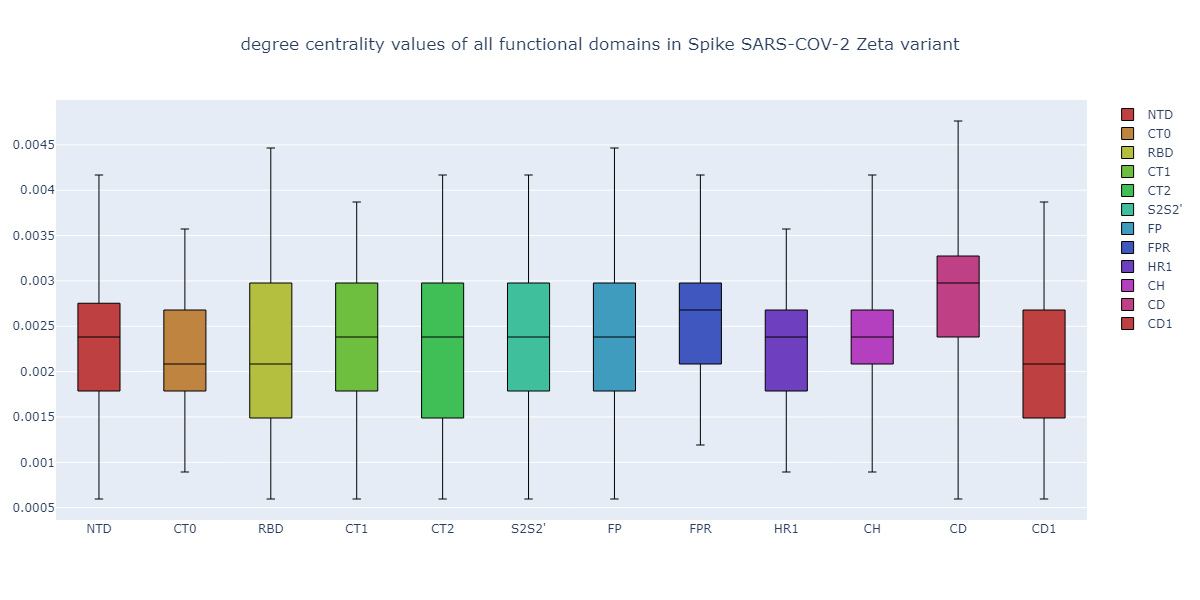 degree centrality values of all functional domains in Spike SARS-COV-2 Zeta variant
0.0045
0.004
0.0035
0.003
0.0025
0.002
0.0015
0.001
0.0005
NTD CT0 RBD CT1 CT2 S2S2' FP FPR HR1 CH CD CD1
NTD
CT0
RBD
CT1
CT2
S2S2'
FP
FPR
HR1
CH
CD
CD1